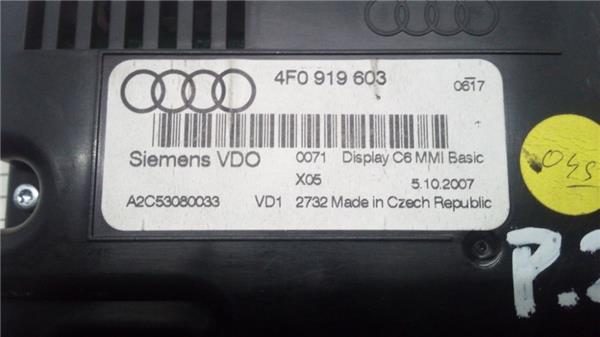 4F0 919 603
0617
Siemens VDO 0071 Display C6 MMI Basic
X05 5.10.2007
A2C53080033 VD1 2732 Made in Czech Republic